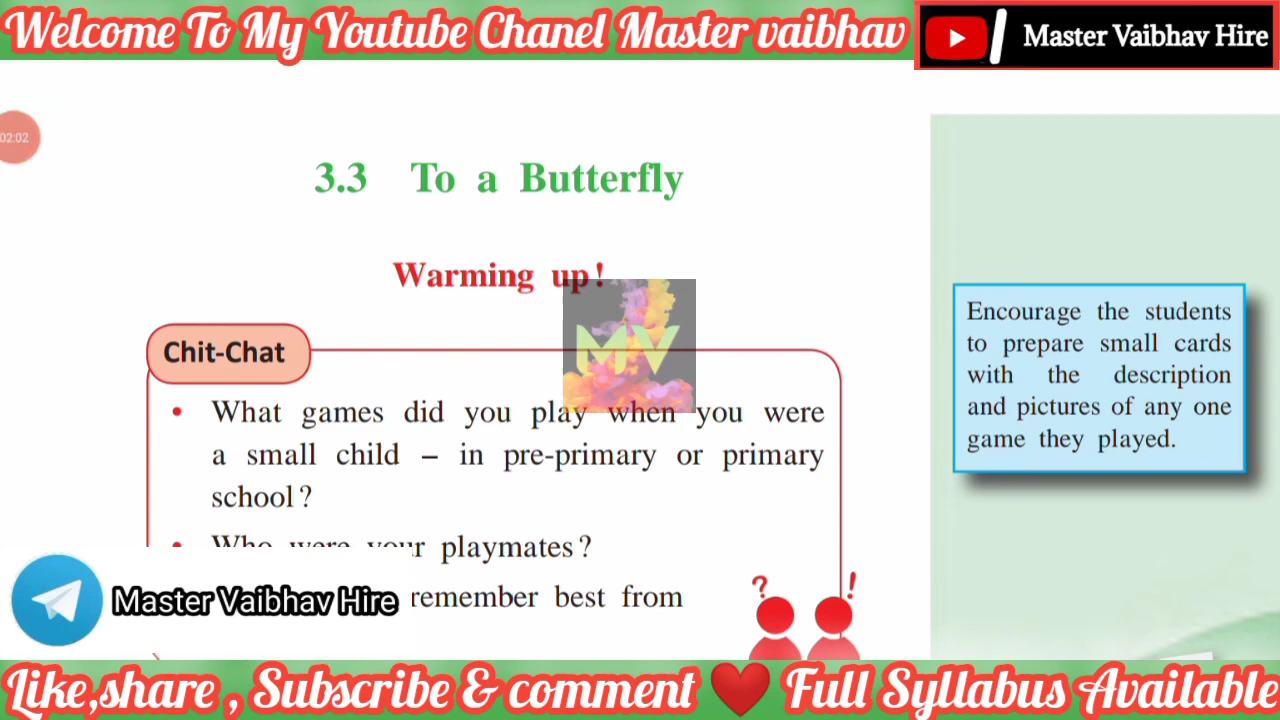 Welcome To My Youtube Chanel Master vaibhav
Master Vaibhav Hire
02:02
3.3 To a Butterfly
Warming up!
MV
Chit-Chat
• What games did you play when you were
a small child – in pre-primary or primary
school?
• Who were your playmates?
remember best from
Encourage the students
to prepare small cards
with the description
and pictures of any one
game they played.
? !
Master Vaibhav Hire
Like,share , Subscribe & comment ❤ Full Syllabus Available